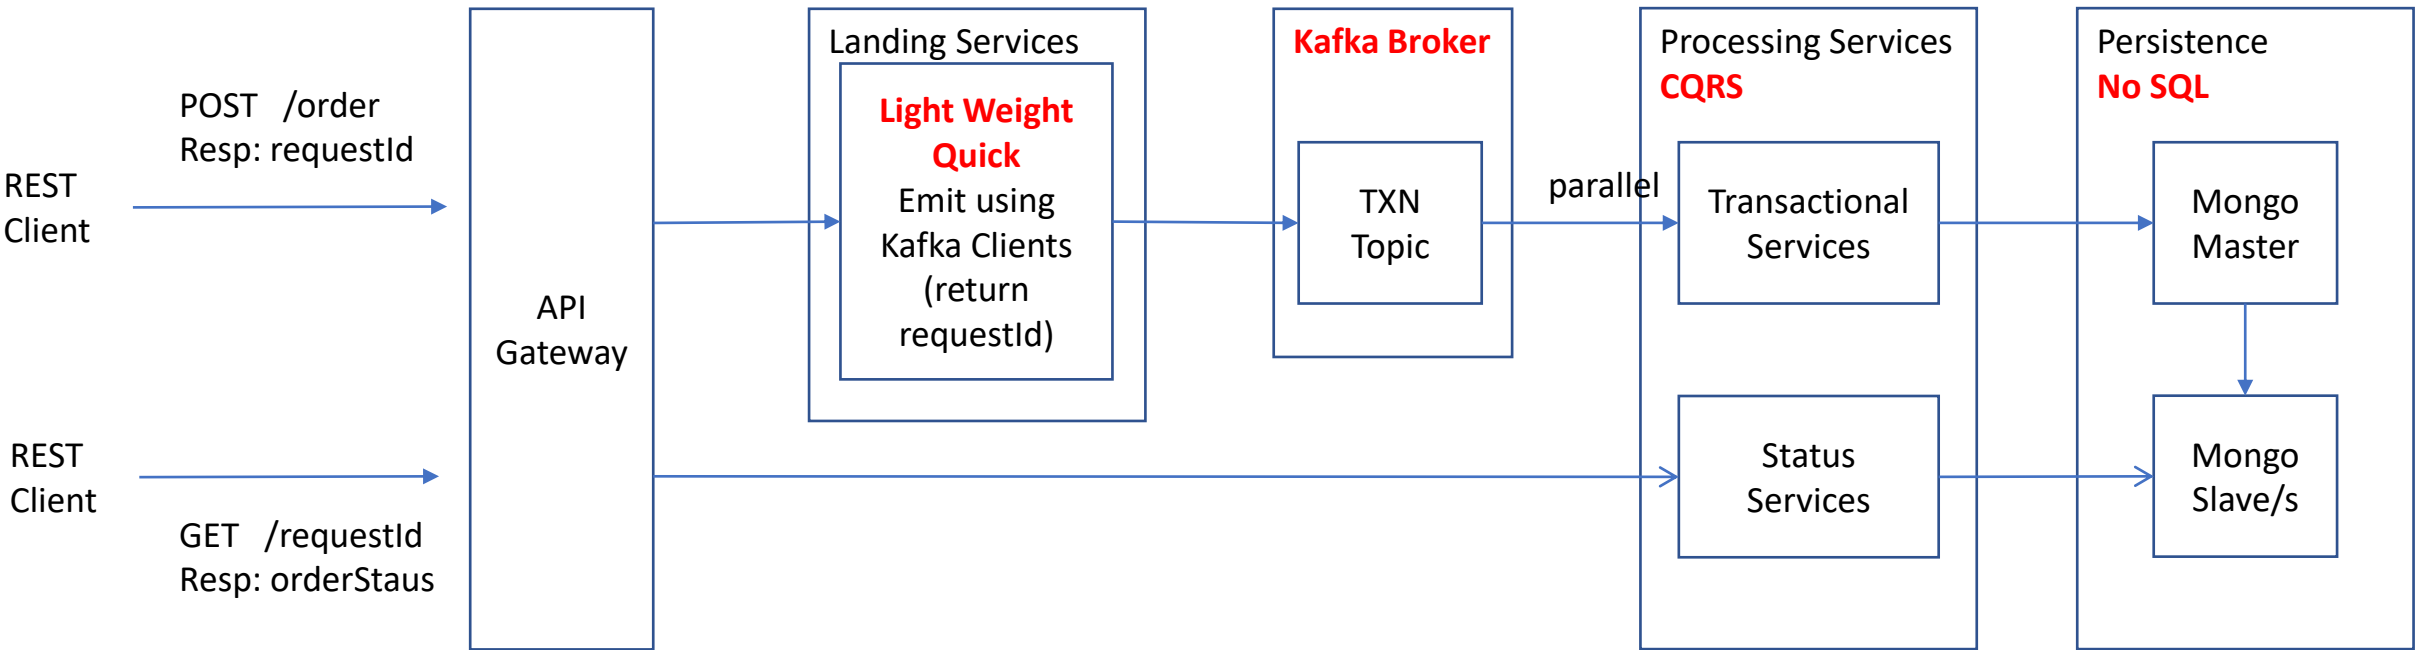 REST
Client
POST /order
Resp: requestId
REST
Client
GET /requestId
Resp: orderStaus
API
Gateway
Landing Services
Light Weight
Quick
Emit using
Kafka Clients
(return
requestId)
Kafka Broker
TXN
Topic
parallel
Processing Services
CQRS
Transactional
Services
Status
Services
Persistence
No SQL
Mongo
Master
Mongo
Slave/s